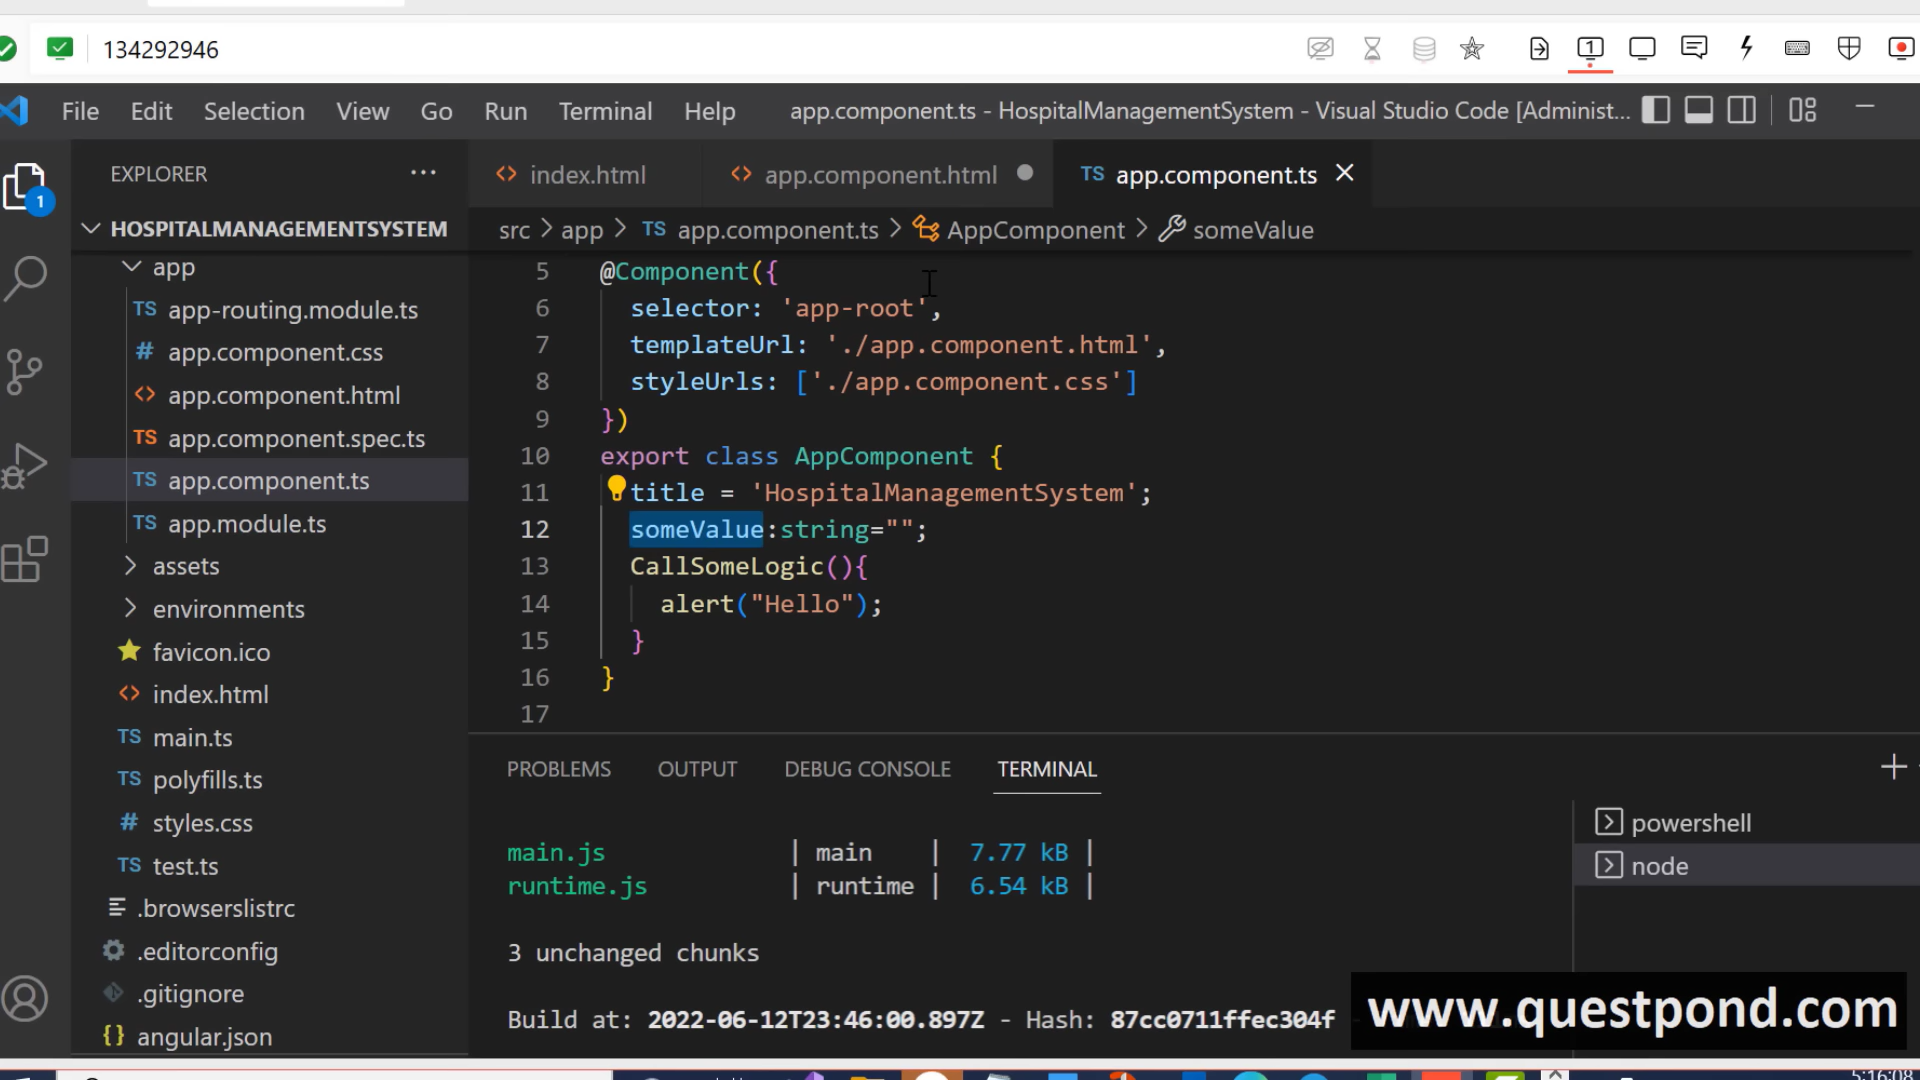 134292946
1
File Edit Selection View Go Run Terminal Help app.component.ts - HospitalManagementSystem - Visual Studio Code [Administ...
1
EXPLORER ...
index.html
app.component.html
TS app.component.ts
HOSPITALMANAGEMENTSYSTEM
src > app > TS app.component.ts > AppComponent > someValue
app
TS app-routing.module.ts
# app.component.css
app.component.html
TS app.component.spec.ts
TS app.component.ts
TS app.module.ts
assets
environments
favicon.ico
index.html
TS main.ts
TS polyfills.ts
# styles.css
TS test.ts
.browserslistrc
.editorconfig
.gitignore
{} angular.json
5 @Component({
6 selector: 'app-root',
7 templateUrl: './app.component.html',
8 styleUrls: ['./app.component.css']
9 })
10 export class AppComponent {
11 title = 'HospitalManagementSystem';
12 someValue:string="";
13 CallSomeLogic(){
14 alert("Hello");
15 }
16 }
17
PROBLEMS OUTPUT DEBUG CONSOLE TERMINAL
main.js | main | 7.77 kB |
runtime.js | runtime | 6.54 kB |
3 unchanged chunks
Build at: 2022-06-12T23:46:00.897Z - Hash: 87cc0711ffec304f
powershell
node
www.questpond.com
5:16:08